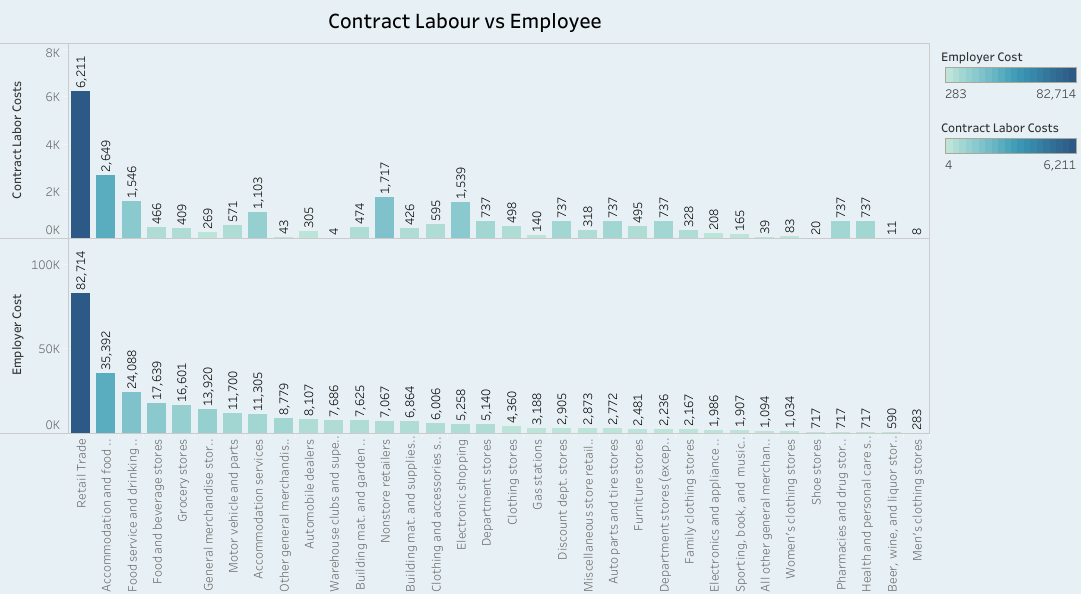 Contract Labour vs Employee
Contract Labor Costs
8K
6K
4K
2K
0K
6,211
2,649
1,546
466
409
269
571
1,103
43
305
4
474
1,717
426
595
1,539
737
498
140
737
318
737
495
737
328
208
165
39
83
20
737
737
11
8
Employer Cost
100K
50K
0K
82,714
35,392
24,088
17,639
16,601
13,920
11,700
11,305
8,779
8,107
7,686
7,625
7,067
6,864
6,006
5,258
5,140
4,360
3,188
2,905
2,873
2,772
2,481
2,236
2,167
1,986
1,907
1,094
1,034
717
717
717
590
283
Retail Trade
Accommodation and food ..
Food service and drinking ..
Food and beverage stores
Grocery stores
General merchandise stor..
Motor vehicle and parts
Accommodation services
Other general merchandis..
Automobile dealers
Warehouse clubs and supe..
Building mat. and garden ..
Nonstore retailers
Building mat. and supplies..
Clothing and accessories s..
Electronic shopping
Department stores
Clothing stores
Gas stations
Discount dept. stores
Miscellaneous store retail..
Auto parts and tire stores
Furniture stores
Department stores (excep..
Family clothing stores
Electronics and appliance ..
Sporting, book, and music..
All other general merchan..
Women's clothing stores
Shoe stores
Pharmacies and drug stor..
Health and personal care s..
Beer, wine, and liquor stor..
Men's clothing stores
Employer Cost
283 82,714
Contract Labor Costs
4 6,211